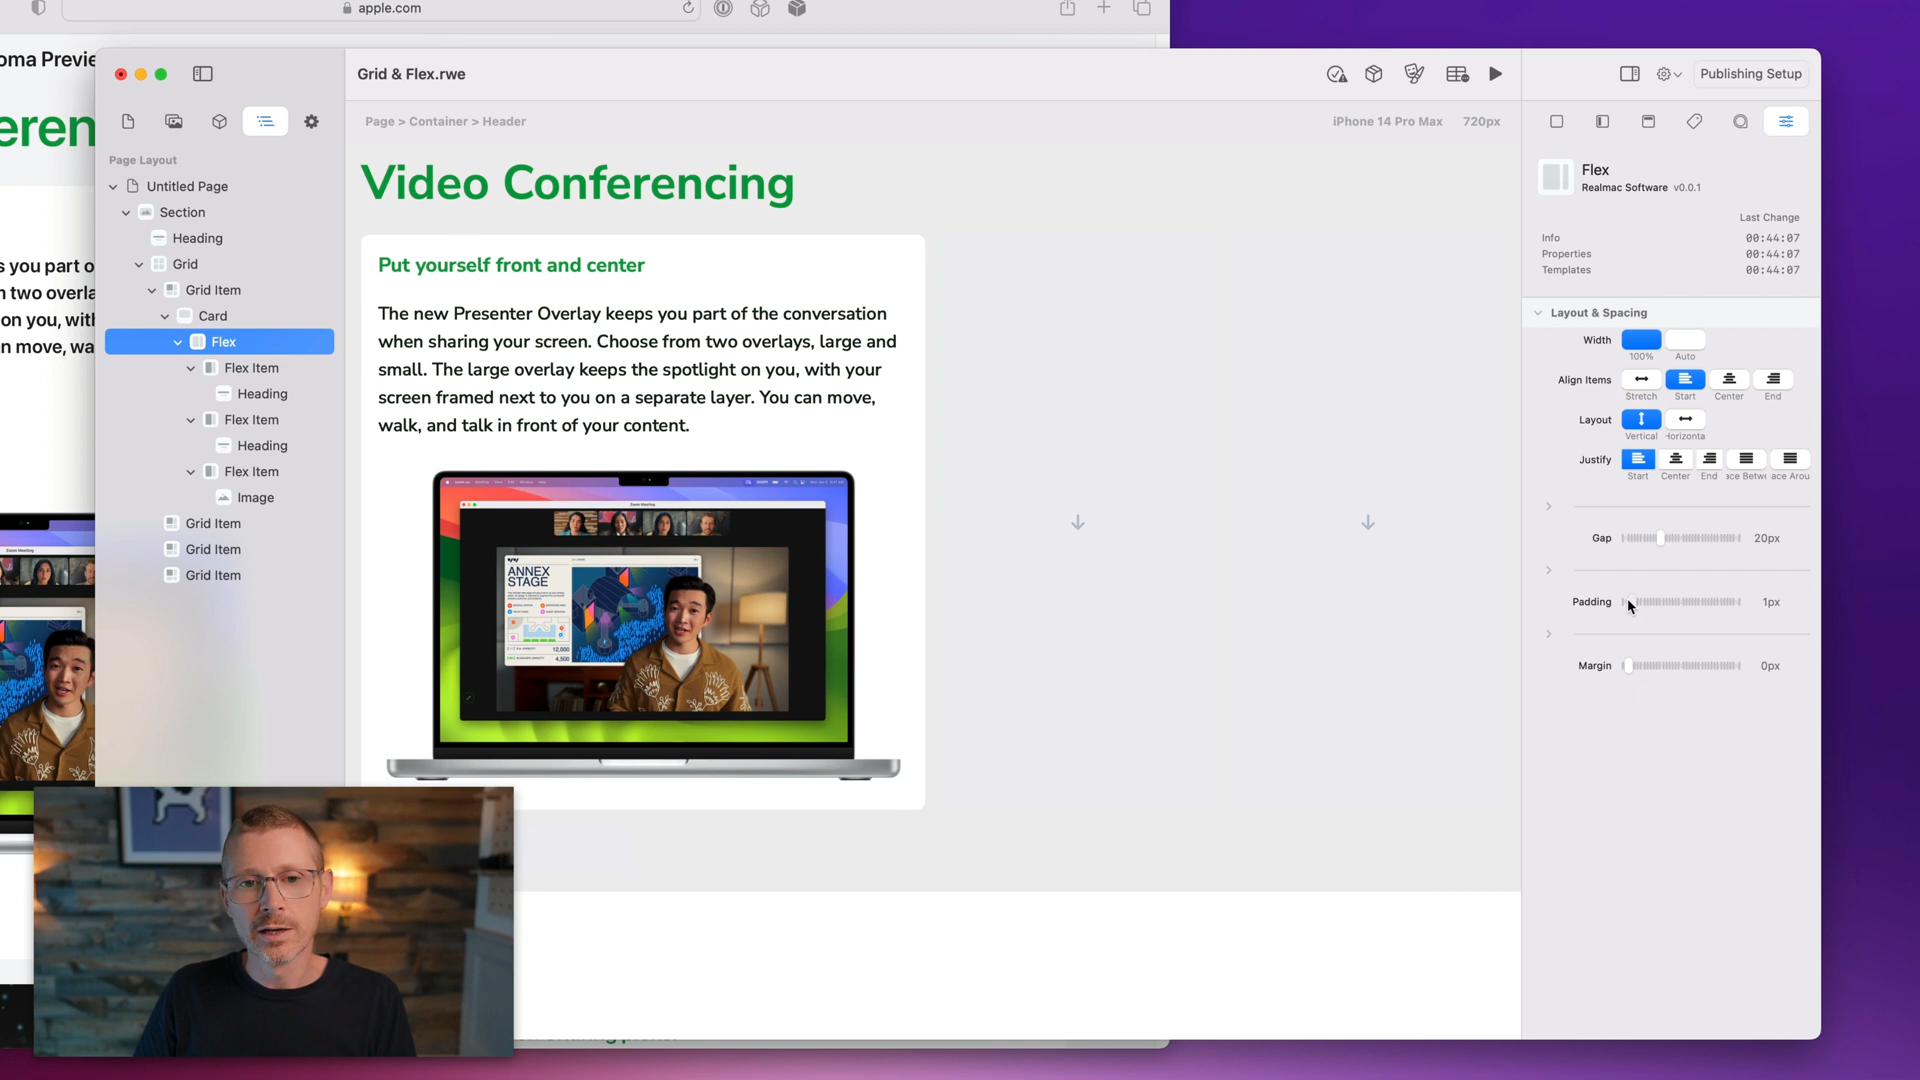 apple.com
oma Previe
eren
s you part o
n two overla
on you, with
n move, wa
Grid & Flex.rwe
Publishing Setup
Page > Container > Header
iPhone 14 Pro Max 720px
Page Layout
Untitled Page
Section
Heading
Grid
Grid Item
Card
Flex
Flex Item
Heading
Flex Item
Heading
Flex Item
Image
Grid Item
Grid Item
Grid Item
Video Conferencing
Put yourself front and center
The new Presenter Overlay keeps you part of the conversation
when sharing your screen. Choose from two overlays, large and
small. The large overlay keeps the spotlight on you, with your
screen framed next to you on a separate layer. You can move,
walk, and talk in front of your content.
Zoom Meeting
ANNEX
STAGE
12,000
4,500
Flex
Realmac Software v0.0.1
Last Change
Info 00:44:07
Properties 00:44:07
Templates 00:44:07
Layout & Spacing
Width
100% Auto
Align Items
Stretch Start Center End
Layout
Vertical Horizonta
Justify
Start Center End ace Betwe ace Arou
Gap 20px
Padding 1px
Margin 0px